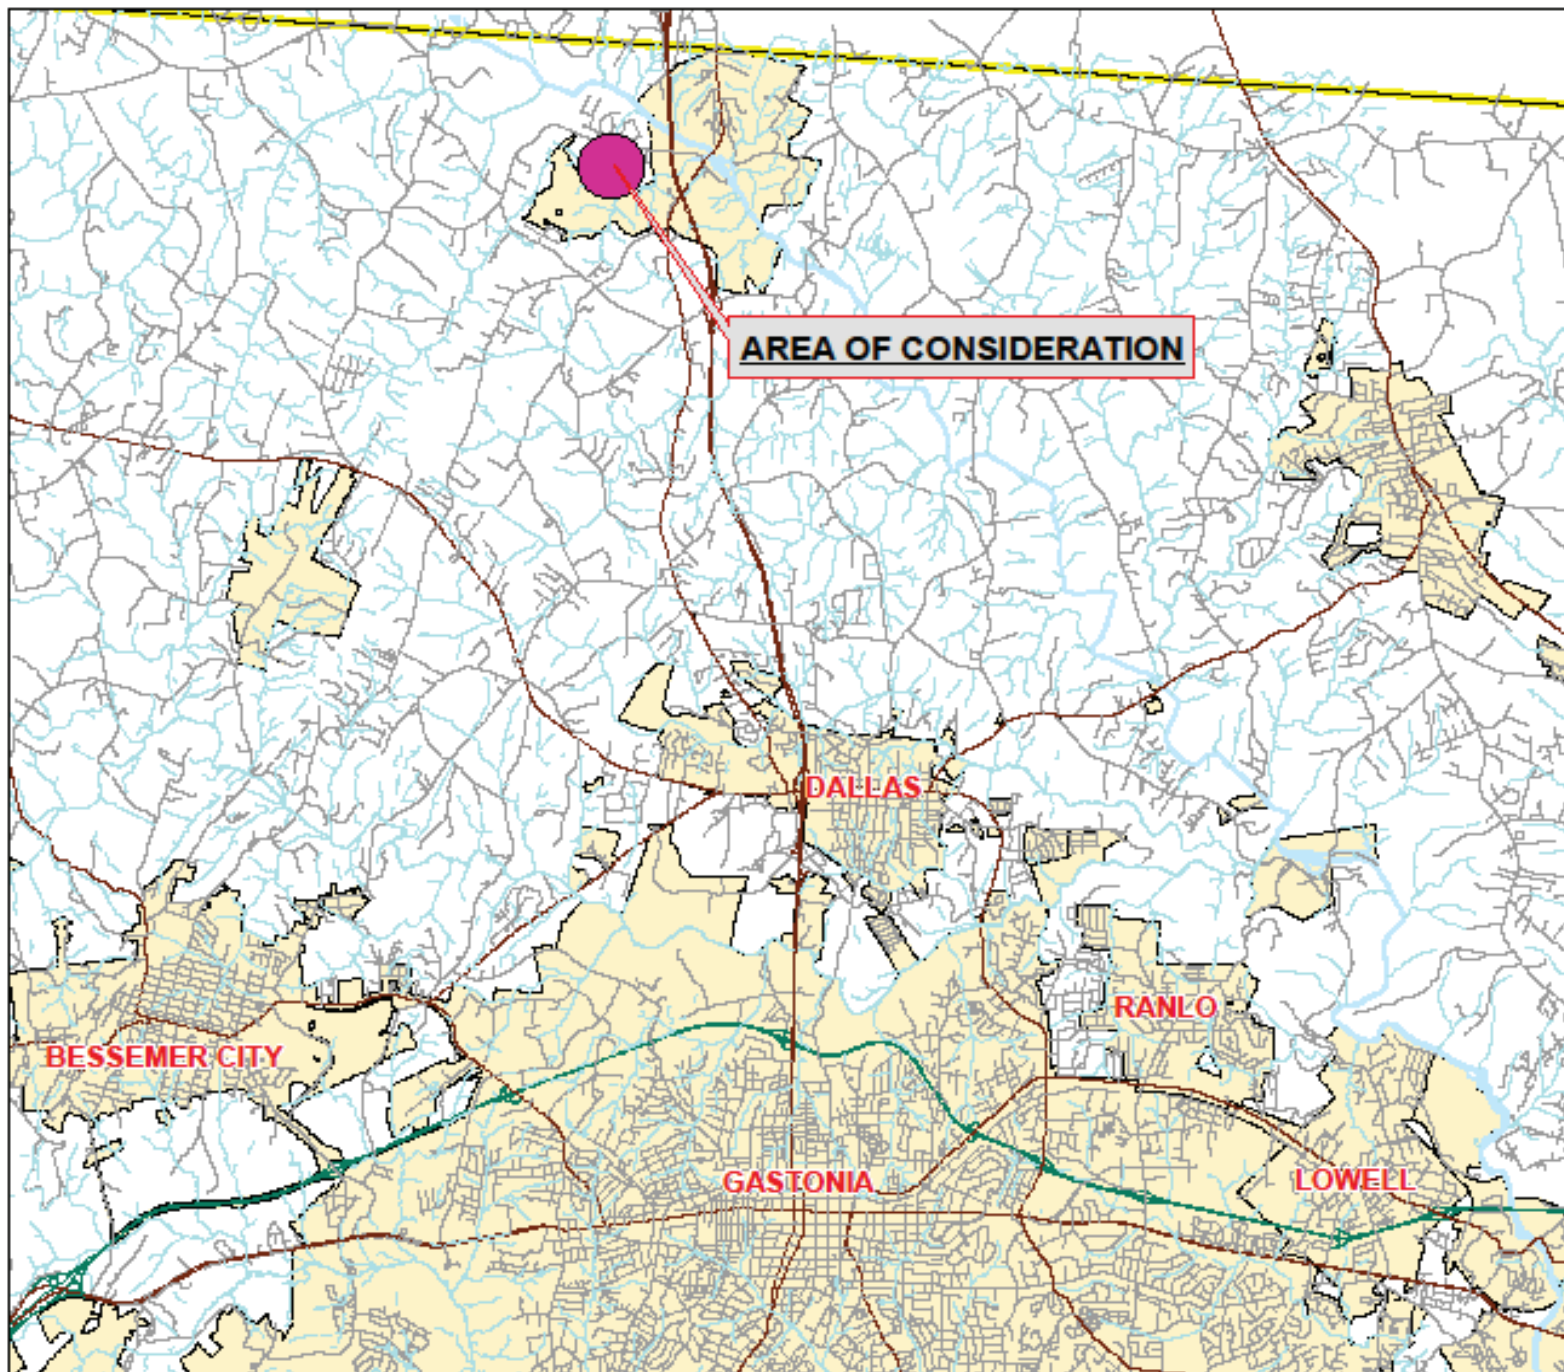 AREA OF CONSIDERATION
DALLAS
RANLO
BESSEMER CITY
GASTONIA
LOWELL